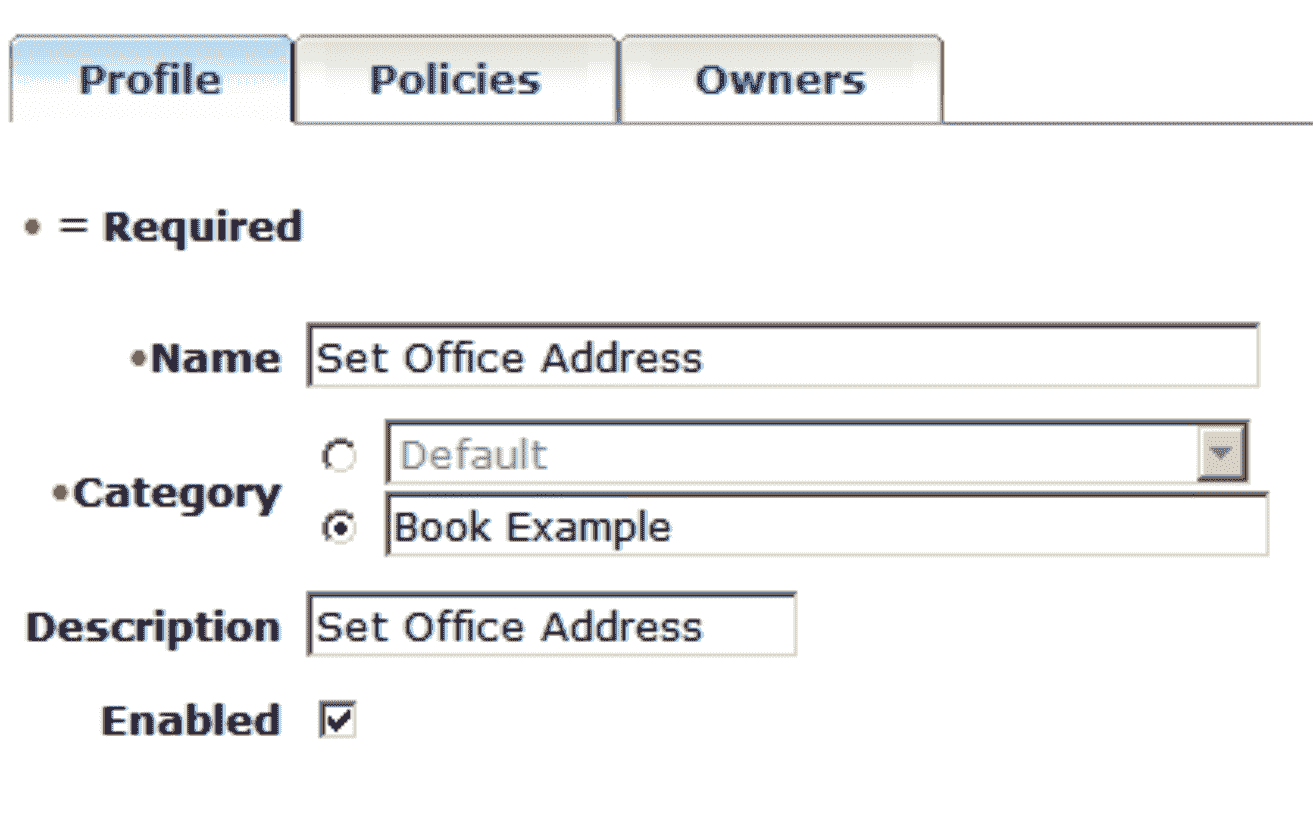 Profile Policies Owners
• = Required
•Name Set Office Address
Default
•Category
Book Example
Description Set Office Address
Enabled